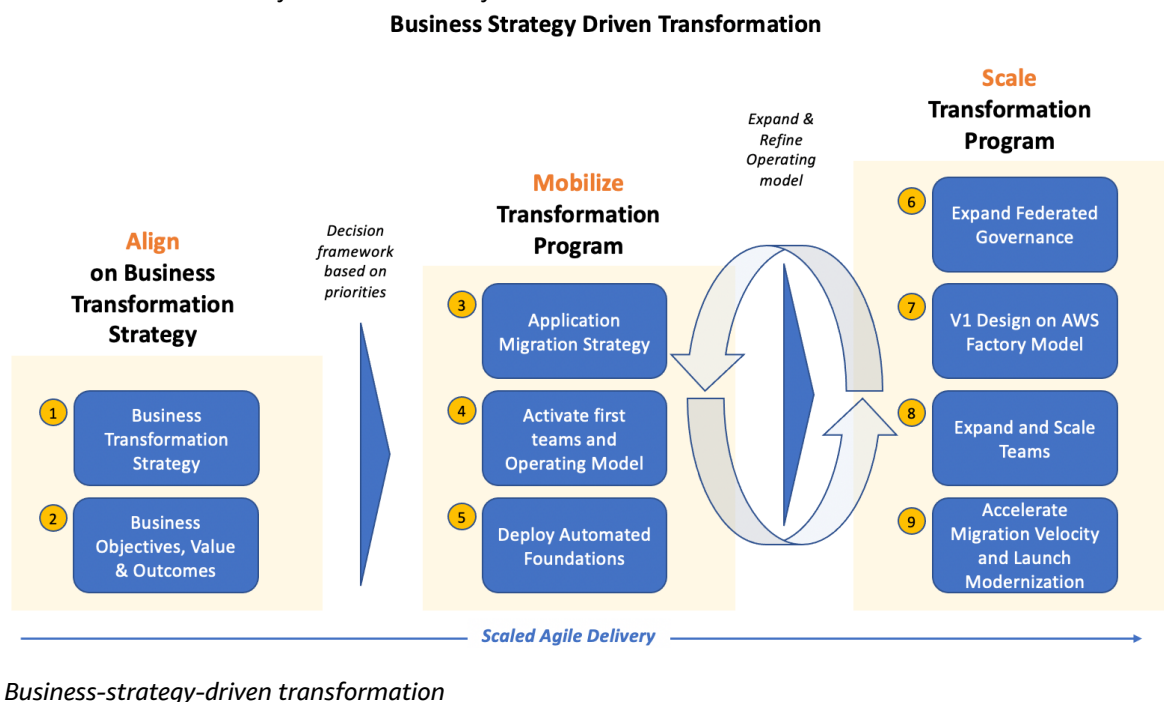 Business Strategy Driven Transformation
Align
on Business
Transformation
Strategy
1
Business
Transformation
Strategy
2
Business
Objectives, Value
& Outcomes
Decision
framework
based on
priorities
Mobilize
Transformation
Program
3
Application
Migration Strategy
4
Activate first
teams and
Operating Model
5
Deploy Automated
Foundations
Expand &
Refine
Operating
model
Scale
Transformation
Program
6
Expand Federated
Governance
7
V1 Design on AWS
Factory Model
8
Expand and Scale
Teams
9
Accelerate
Migration Velocity
and Launch
Modernization
Scaled Agile Delivery
Business-strategy-driven transformation